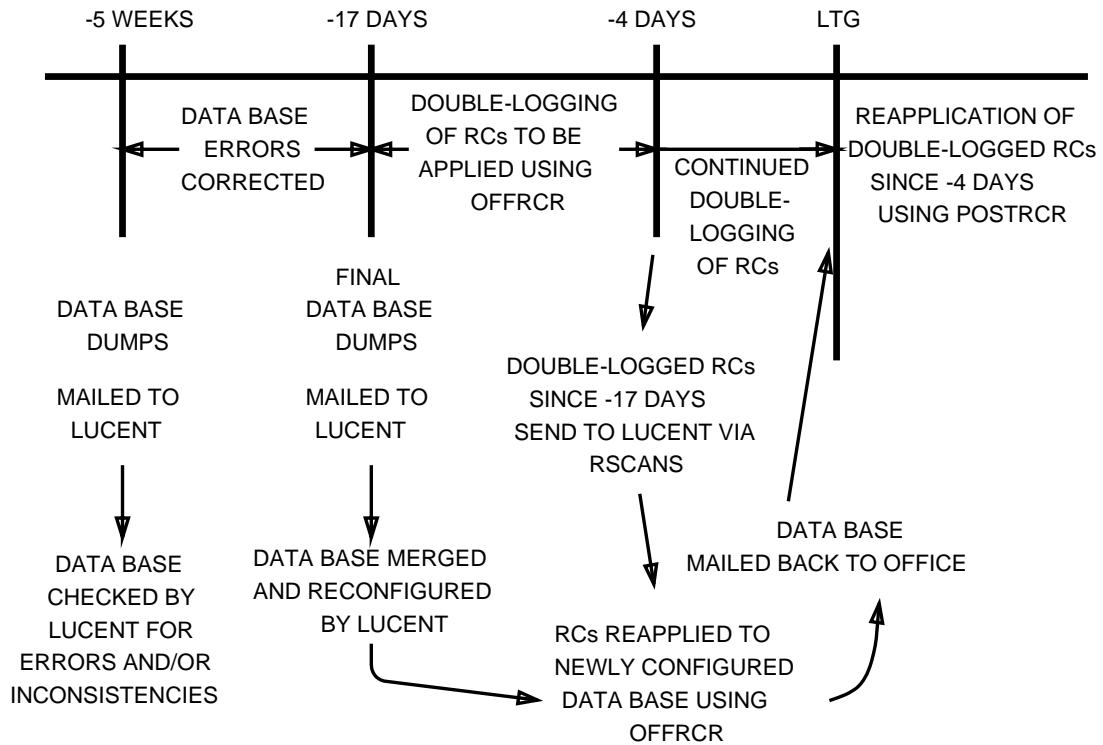 -5 WEEKS
-17 DAYS
-4 DAYS
LTG
DATA BASE
ERRORS
CORRECTED
DOUBLE-LOGGING
OF RCs TO BE
APPLIED USING
OFFRCR
CONTINUED
DOUBLE-
LOGGING
OF RCs
REAPPLICATION OF
DOUBLE-LOGGED RCs
SINCE -4 DAYS
USING POSTRCR
DATA BASE
DUMPS
MAILED TO
LUCENT
DATA BASE
CHECKED BY
LUCENT FOR
ERRORS AND/OR
INCONSISTENCIES
FINAL
DATA BASE
DUMPS
MAILED TO
LUCENT
DATA BASE MERGED
AND RECONFIGURED
BY LUCENT
DOUBLE-LOGGED RCs
SINCE -17 DAYS
SEND TO LUCENT VIA
RSCANS
RCs REAPPLIED TO
NEWLY CONFIGURED
DATA BASE USING
OFFRCR
DATA BASE
MAILED BACK TO OFFICE